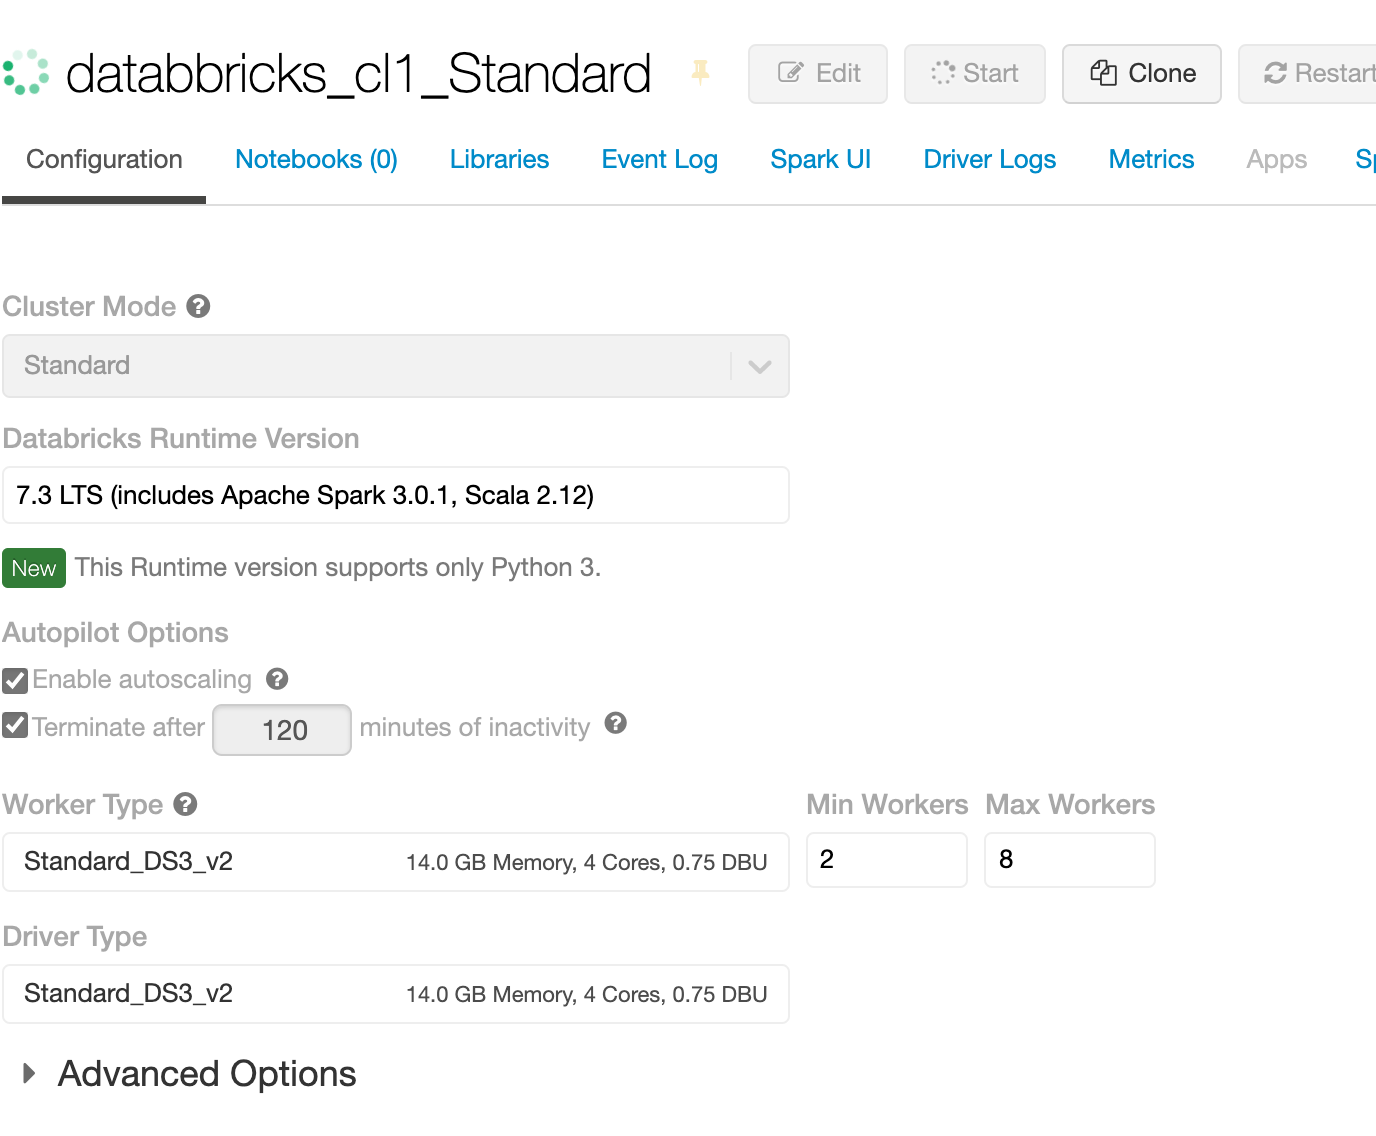 databbricks_cl1_Standard Edit Start Clone Restart
Configuration Notebooks (0) Libraries Event Log Spark UI Driver Logs Metrics Apps
Cluster Mode ?
Standard
Databricks Runtime Version
7.3 LTS (includes Apache Spark 3.0.1, Scala 2.12)
New This Runtime version supports only Python 3.
Autopilot Options
Enable autoscaling ?
Terminate after 120 minutes of inactivity ?
Worker Type ? Min Workers Max Workers
Standard_DS3_v2 14.0 GB Memory, 4 Cores, 0.75 DBU 2 8
Driver Type
Standard_DS3_v2 14.0 GB Memory, 4 Cores, 0.75 DBU
Advanced Options